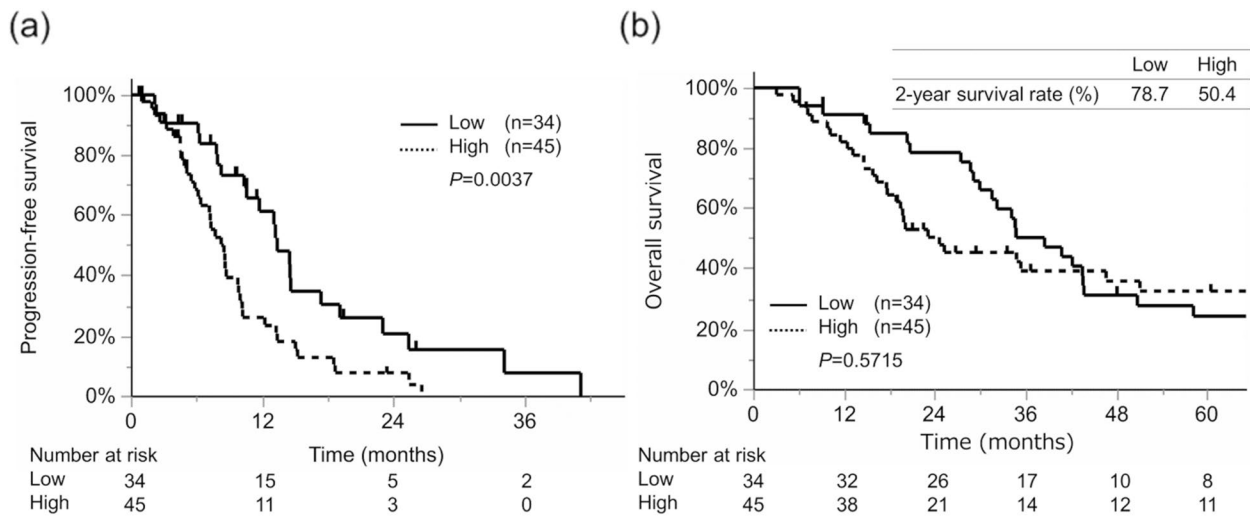 (a)
Progression-free survival
100%
80%
60%
40%
20%
0%
Low (n=34)
High (n=45)
P=0.0037
0 12 24 36
Time (months)
Number at risk
Low 34 15 5 2
High 45 11 3 0
(b)
Low High
2-year survival rate (%) 78.7 50.4
Overall survival
100%
80%
60%
40%
20%
0%
Low (n=34)
High (n=45)
P=0.5715
0 12 24 36 48 60
Time (months)
Number at risk
Low 34 32 26 17 10 8
High 45 38 21 14 12 11